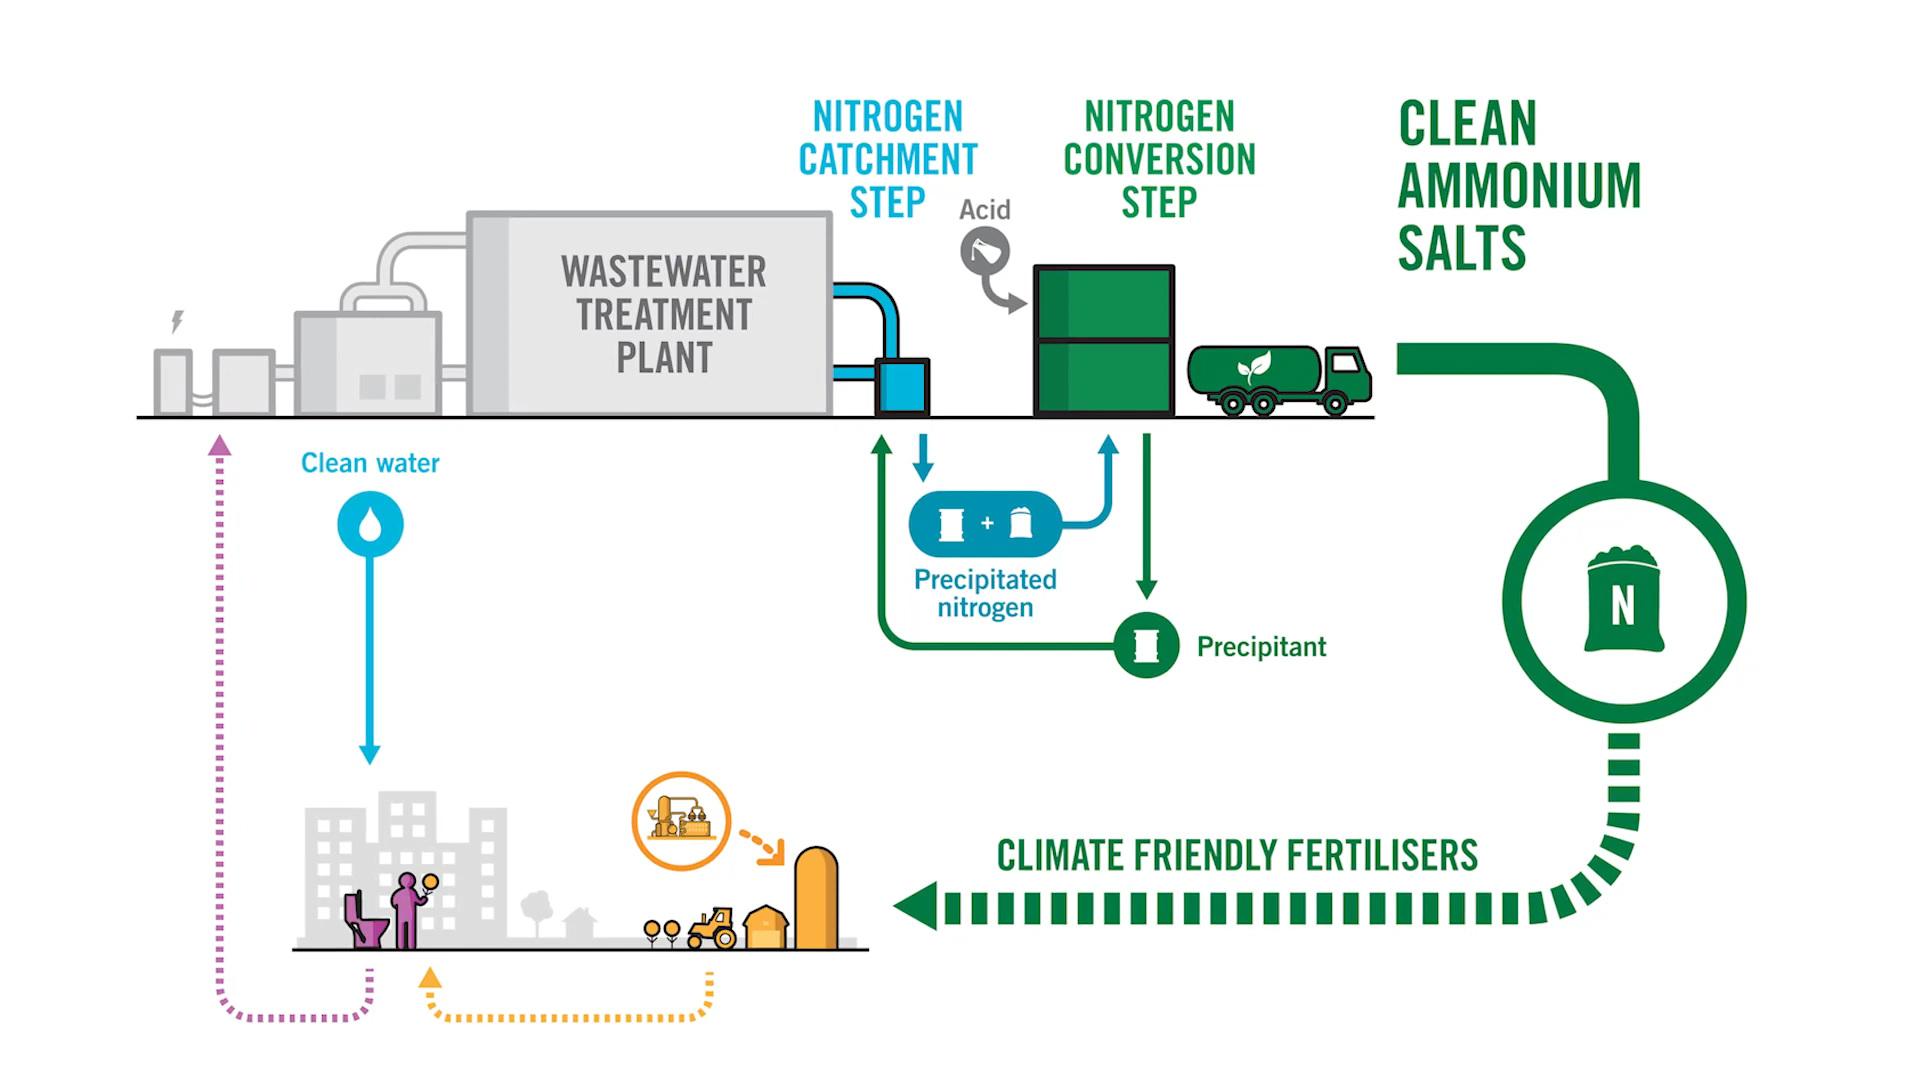 NITROGEN
CATCHMENT
STEP
NITROGEN
CONVERSION
STEP
CLEAN
AMMONIUM
SALTS
Acid
WASTEWATER
TREATMENT
PLANT
Clean water
+
Precipitated
nitrogen
Precipitant
N
CLIMATE FRIENDLY FERTILISERS